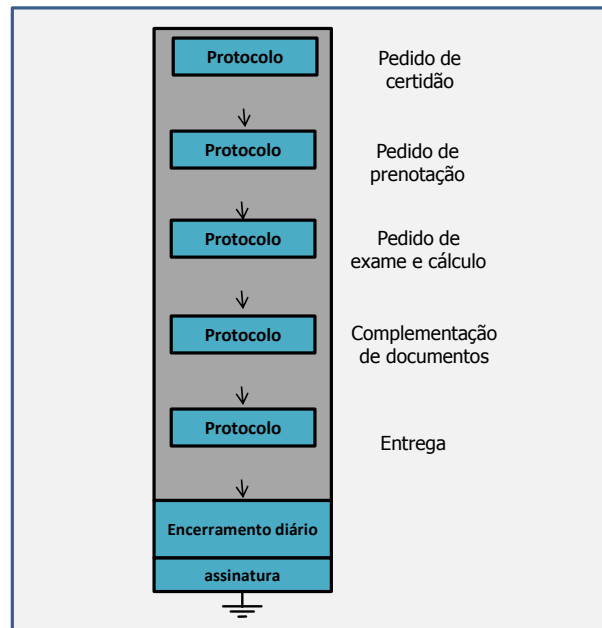 Protocolo
Pedido de
certidão
Protocolo
Pedido de
prenotação
Protocolo
Pedido de
exame e cálculo
Protocolo
Complementação
de documentos
Protocolo
Entrega
Encerramento diário
assinatura